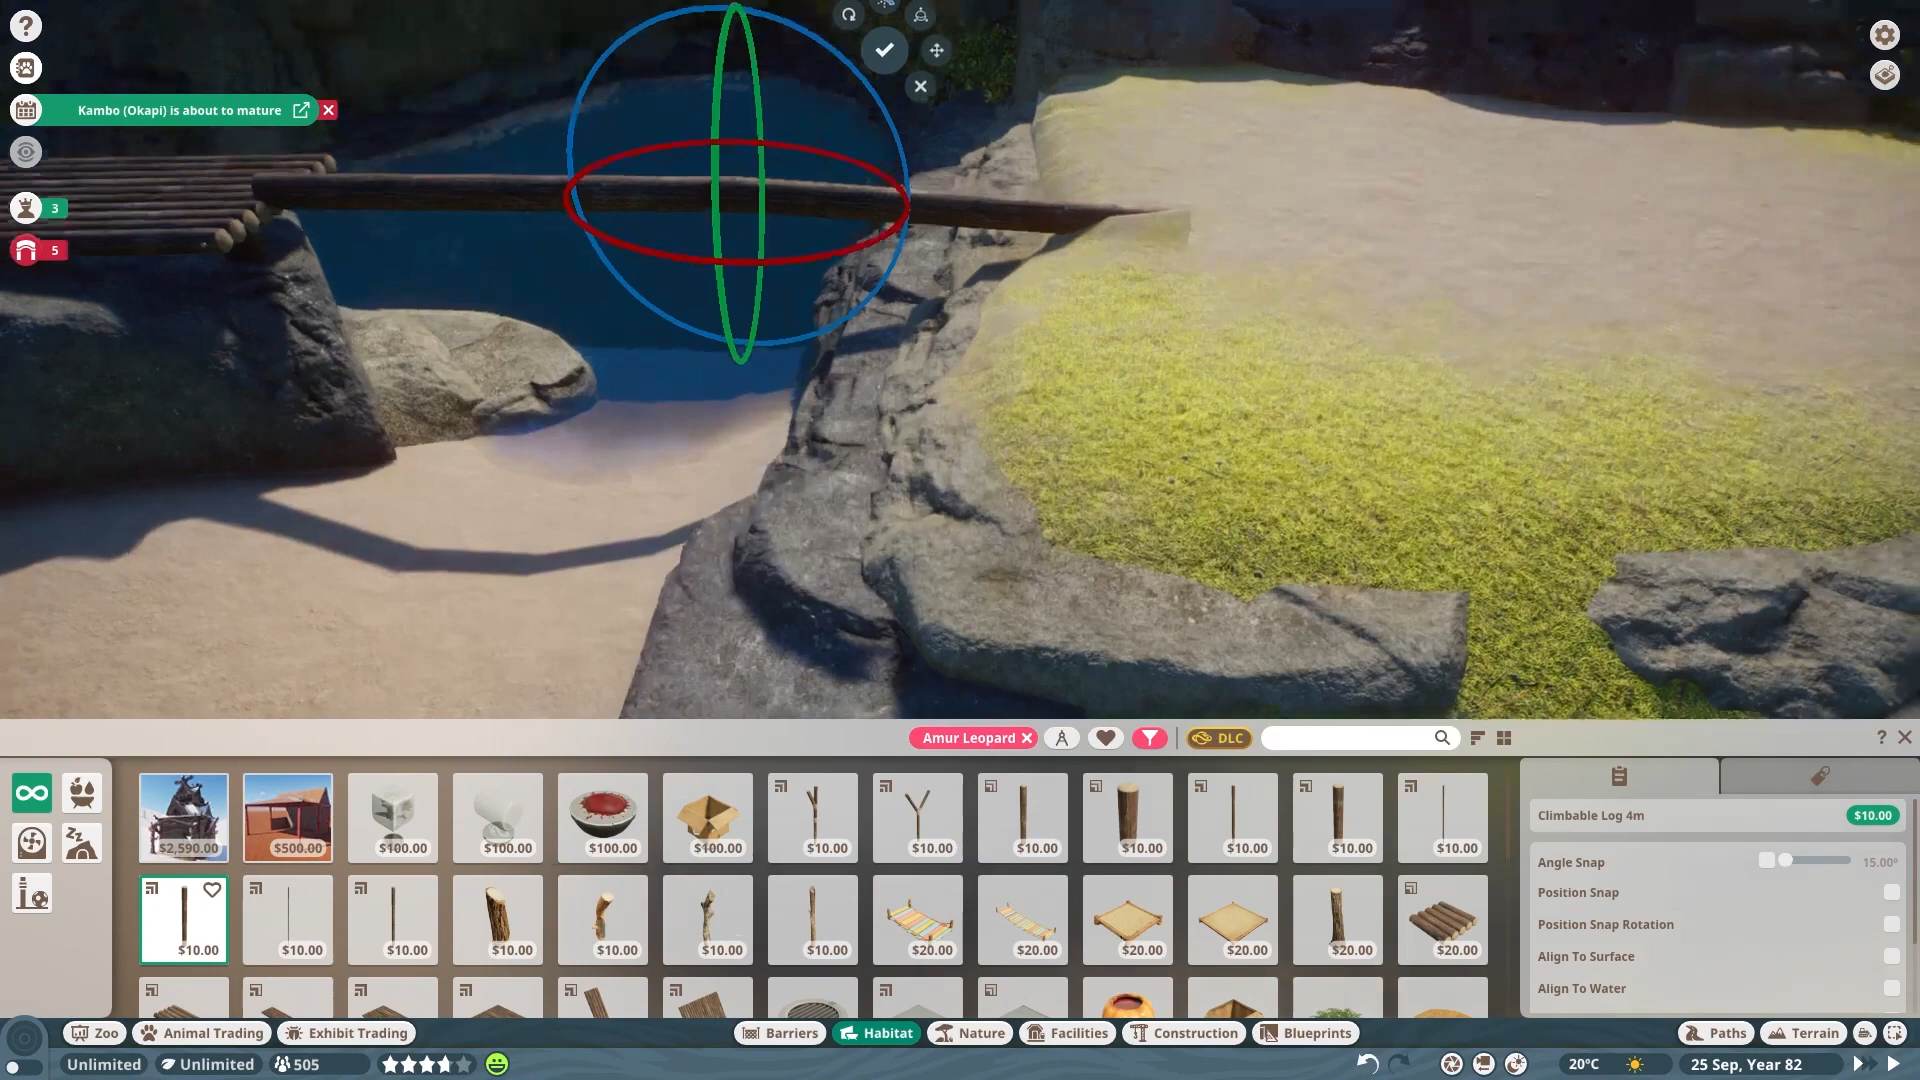 ?
Kambo (Okapi) is about to mature
3
5
Amur Leopard
DLC
?
$2,590.00
$500.00
$100.00
$100.00
$100.00
$100.00
$10.00
$10.00
$10.00
$10.00
$10.00
$10.00
$10.00
$10.00
$10.00
$10.00
$10.00
$10.00
$10.00
$10.00
$20.00
$20.00
$20.00
$20.00
$20.00
$20.00
Climbable Log 4m
$10.00
Angle Snap
15.00°
Position Snap
Position Snap Rotation
Align To Surface
Align To Water
Zoo
Animal Trading
Exhibit Trading
Barriers
Habitat
Nature
Facilities
Construction
Blueprints
Paths
Terrain
Unlimited
Unlimited
505
20°C
25 Sep, Year 82